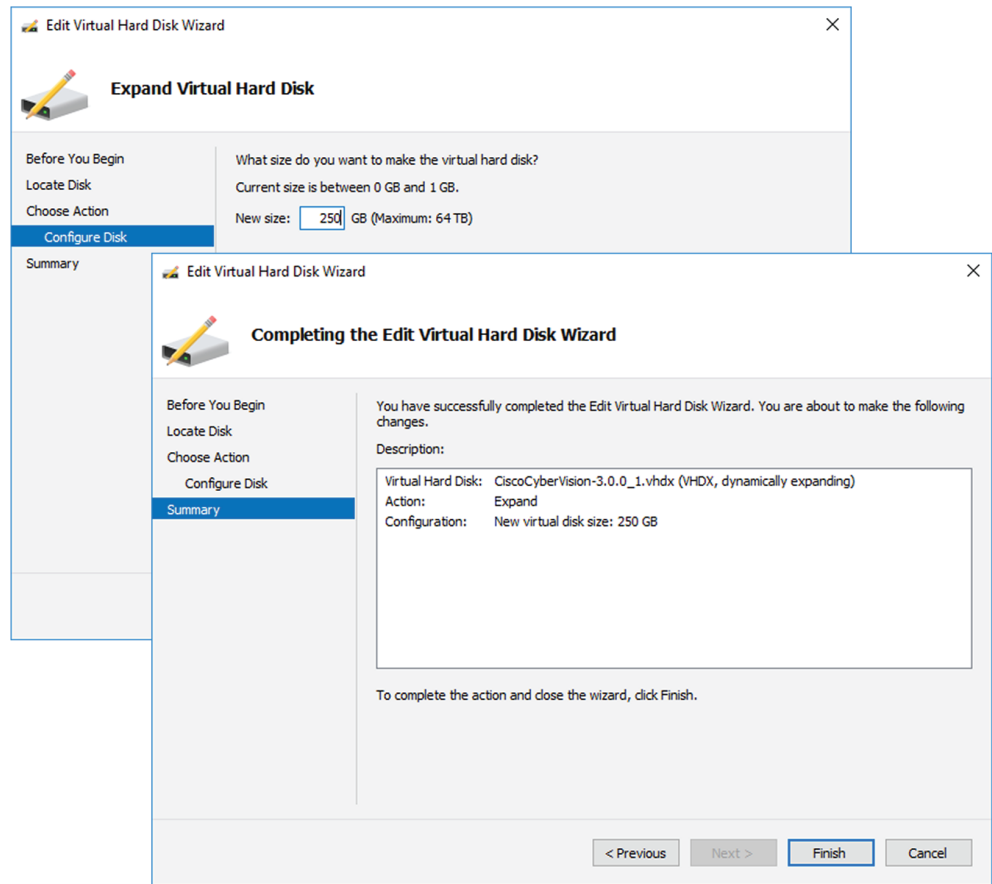 Edit Virtual Hard Disk Wizard
Expand Virtual Hard Disk
Before You Begin
Locate Disk
Choose Action
Configure Disk
Summary
What size do you want to make the virtual hard disk?
Current size is between 0 GB and 1 GB.
New size: 250 GB (Maximum: 64 TB)
Edit Virtual Hard Disk Wizard
Completing the Edit Virtual Hard Disk Wizard
Before You Begin
Locate Disk
Choose Action
Configure Disk
Summary
You have successfully completed the Edit Virtual Hard Disk Wizard. You are about to make the following
changes.
Description:
Virtual Hard Disk: CiscoCyberVision-3.0.0_1.vhdx (VHDX, dynamically expanding)
Action: Expand
Configuration: New virtual disk size: 250 GB
To complete the action and close the wizard, click Finish.
< Previous Next > Finish Cancel